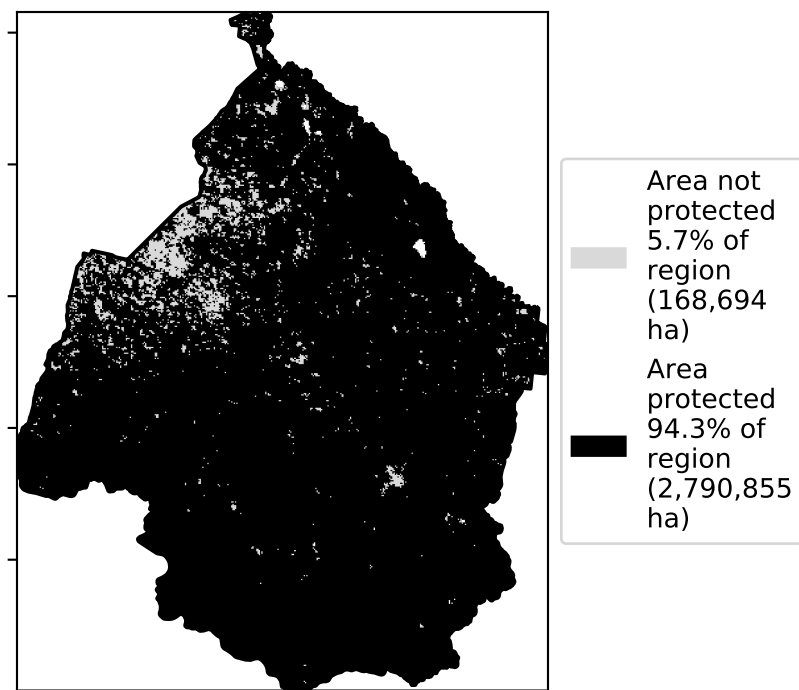 Area not
protected
5.7% of
region
(168,694
ha)
Area
protected
94.3% of
region
(2,790,855
ha)